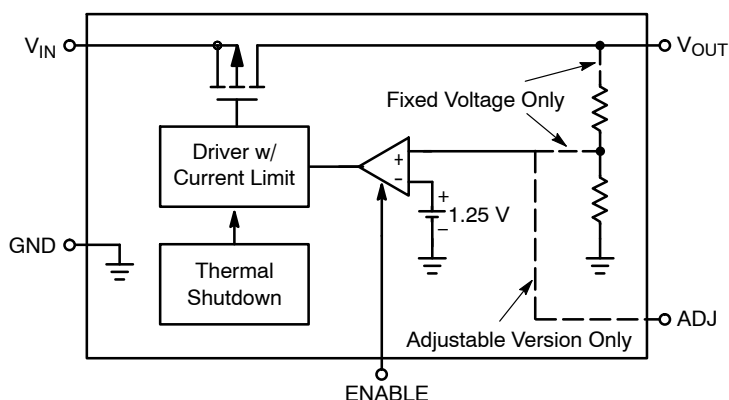 V_IN
V_OUT
Fixed Voltage Only
Driver w/
Current Limit
+
−
+
1.25 V
−
GND
Thermal
Shutdown
ADJ
Adjustable Version Only
ENABLE